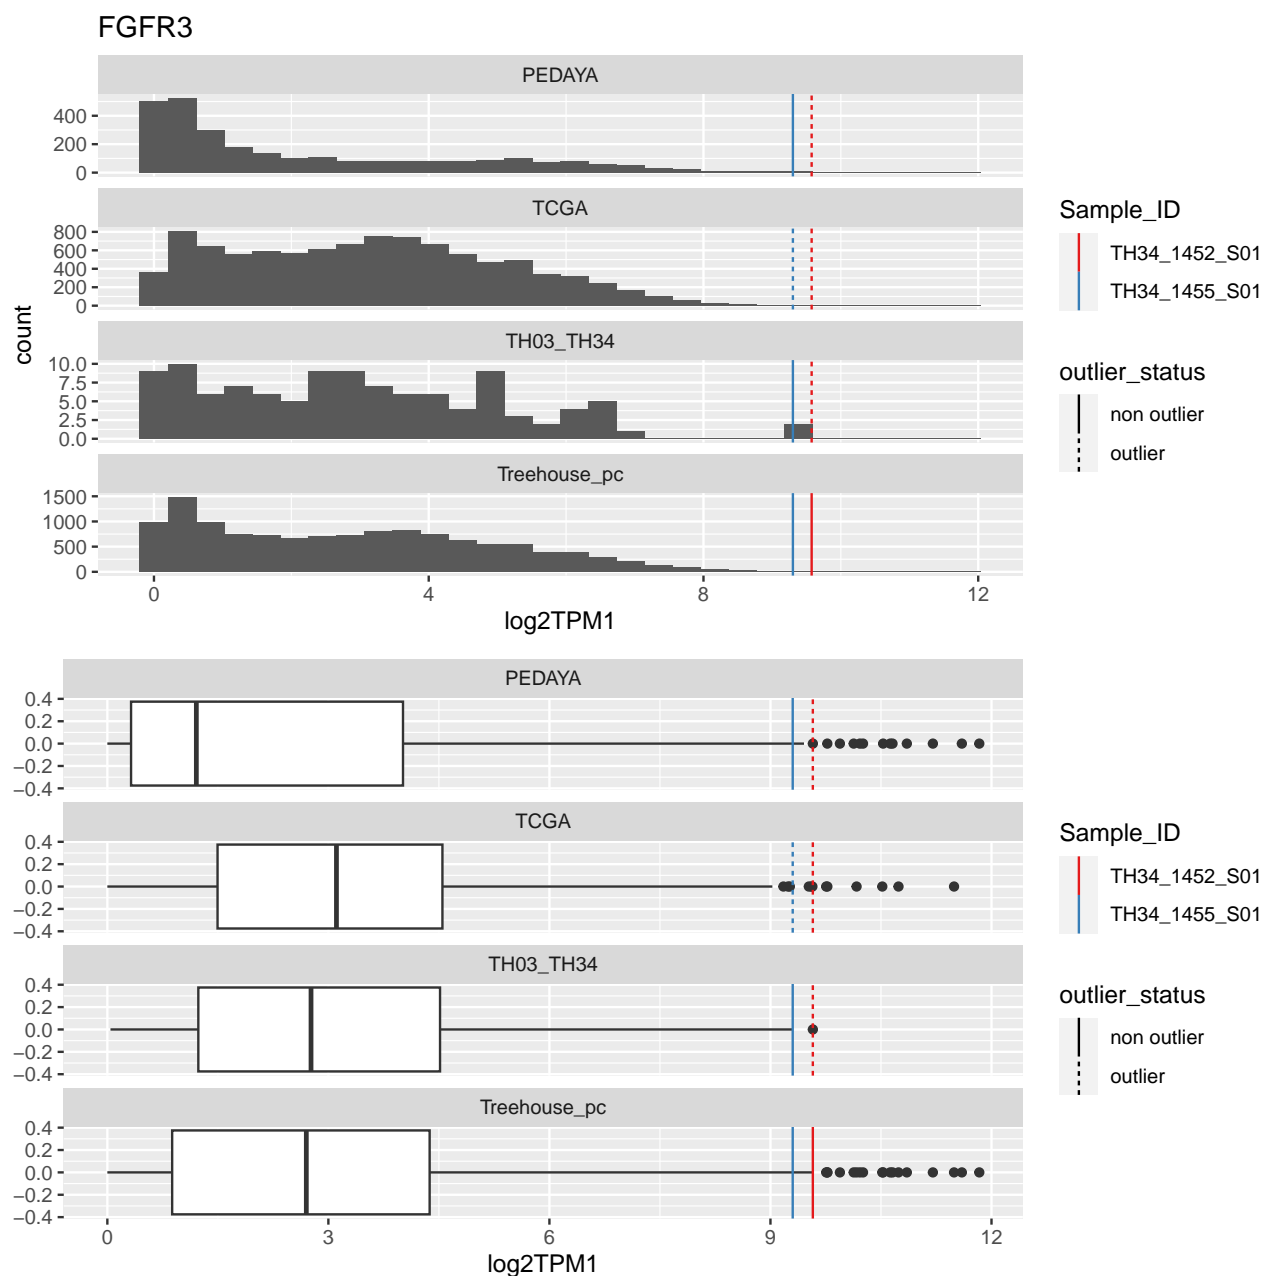 FGFR3
PEDAYA
400
200
0
TCGA
800
600
400
200
0
TH03_TH34
10.0
7.5
5.0
2.5
0.0
Treehouse_pc
1500
1000
500
0
0 4 8 12
log2TPM1
count
Sample_ID
TH34_1452_S01
TH34_1455_S01
outlier_status
non outlier
outlier
PEDAYA
0.4
0.2
0.0
−0.2
−0.4
TCGA
0.4
0.2
0.0
−0.2
−0.4
TH03_TH34
0.4
0.2
0.0
−0.2
−0.4
Treehouse_pc
0.4
0.2
0.0
−0.2
−0.4
0 3 6 9 12
log2TPM1
Sample_ID
TH34_1452_S01
TH34_1455_S01
outlier_status
non outlier
outlier